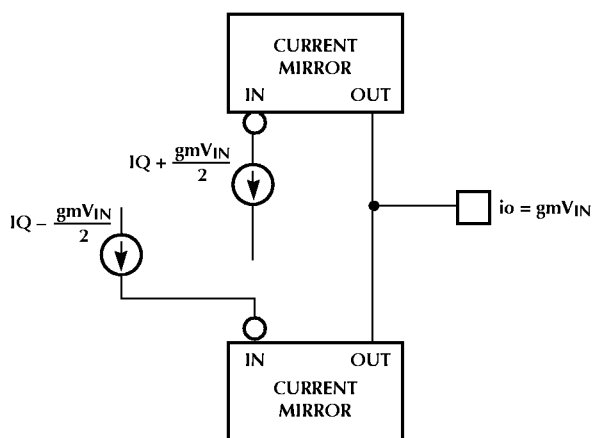 CURRENT
MIRROR
IN OUT
IQ + gmVIN
2
IQ – gmVIN
2
io = gmVIN
IN OUT
CURRENT
MIRROR